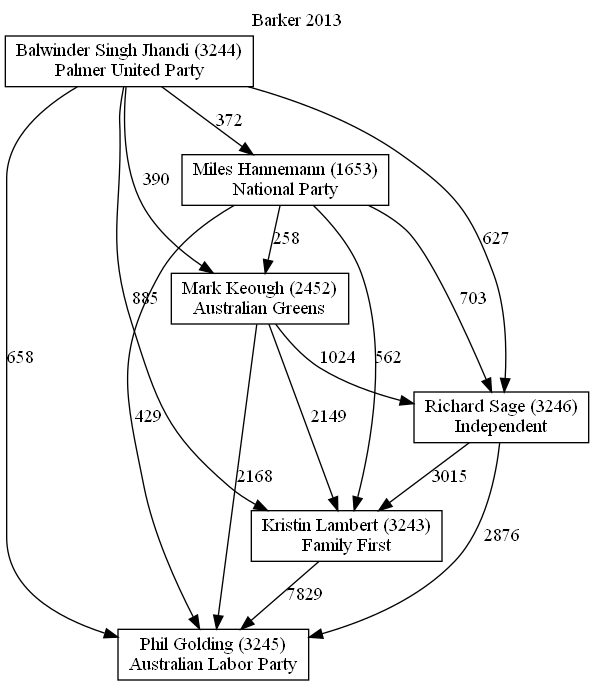 Barker 2013
Balwinder Singh Jhandi (3244)
Palmer United Party
372
Miles Hannemann (1653)
National Party
390
627
258
Mark Keough (2452)
Australian Greens
885
703
658
1024
562
Richard Sage (3246)
Independent
429
2149
2168
3015
Kristin Lambert (3243)
Family First
2876
7829
Phil Golding (3245)
Australian Labor Party